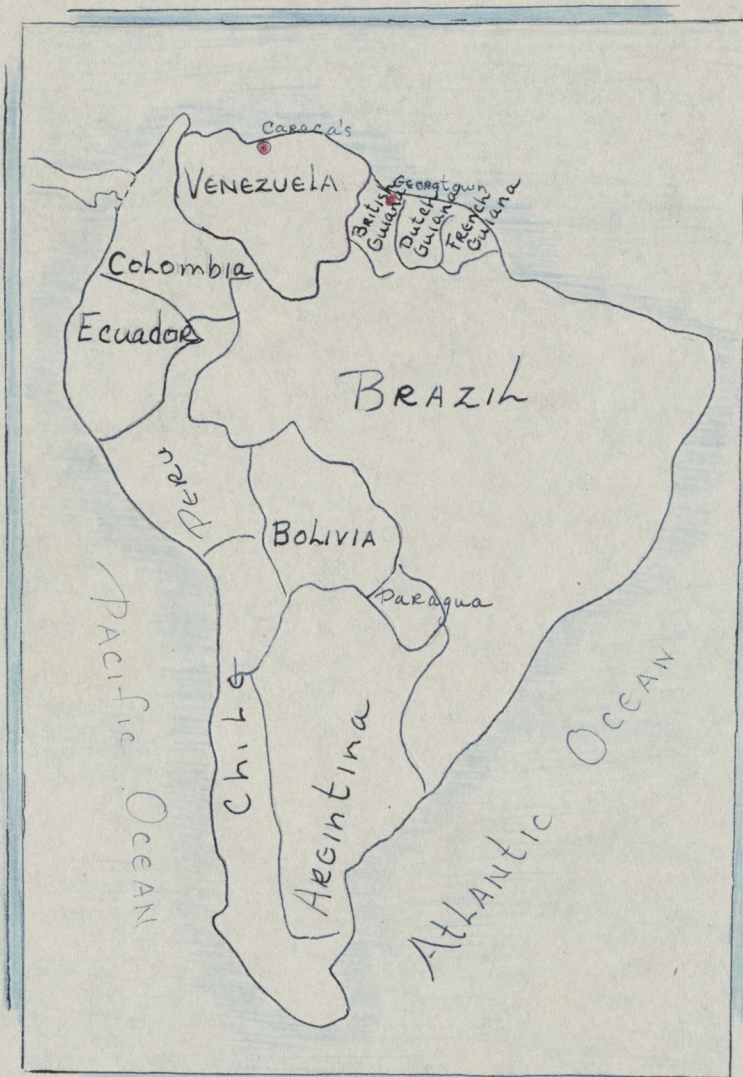 Caraca's
VENEZUELA
Georgtown
British
Guiana
Dutch
Guiana
French
Guiana
Colombia
Ecuador
BRAZIL
PERU
BOLIVIA
Paragua
Chile
ARGINtina
PACIfic OCEAN
AtLANtIc OCEAN